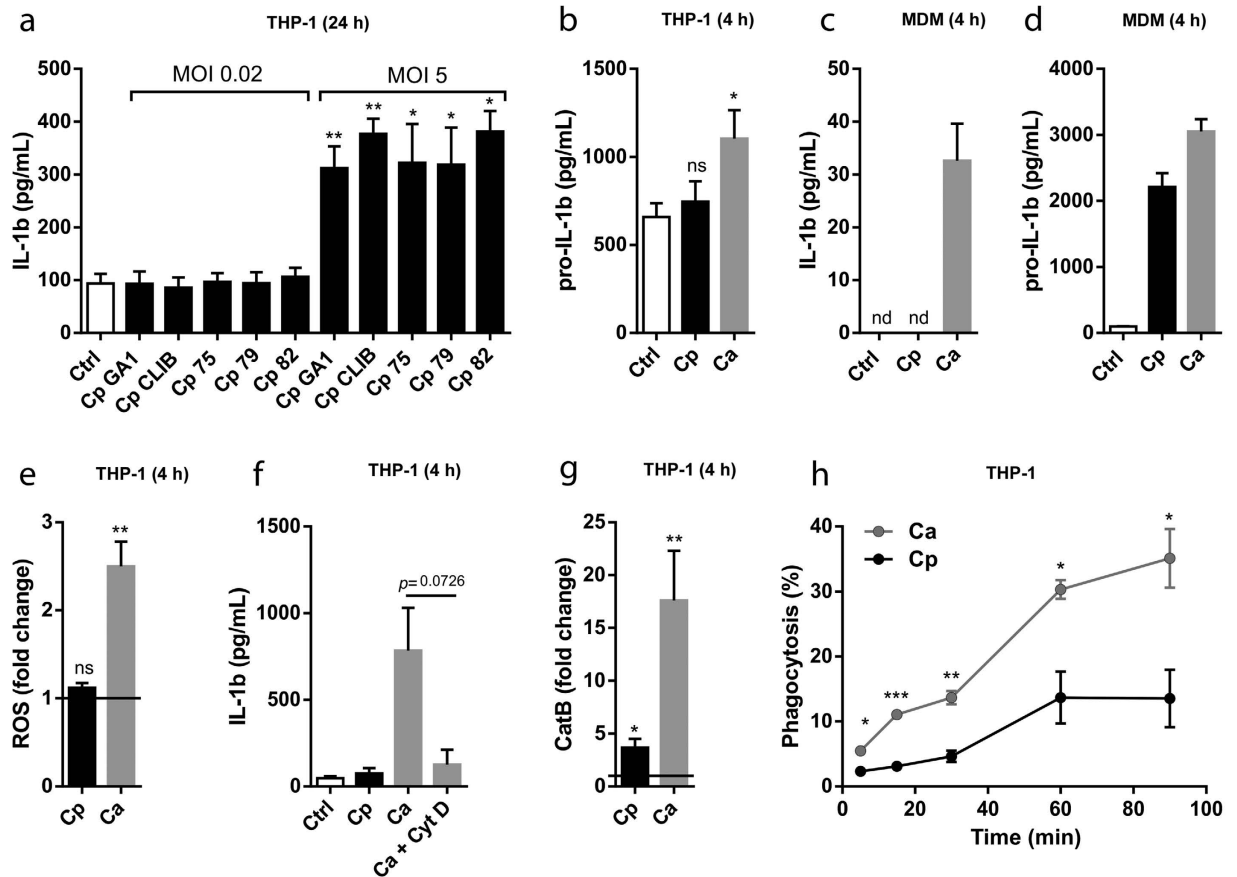 a
THP-1 (24 h)
MOI 0.02
MOI 5
IL-1b (pg/mL)
500
400
300
200
100
0
**
**
*
*
*
Ctrl
Cp GA1
Cp CLIB
Cp 75
Cp 79
Cp 82
Cp GA1
Cp CLIB
Cp 75
Cp 79
Cp 82
b
THP-1 (4 h)
pro-IL-1b (pg/mL)
1500
1000
500
0
ns
*
Ctrl
Cp
Ca
c
MDM (4 h)
IL-1b (pg/mL)
50
40
30
20
10
0
nd
nd
Ctrl
Cp
Ca
d
MDM (4 h)
pro-IL-1b (pg/mL)
4000
3000
2000
1000
0
Ctrl
Cp
Ca
e
THP-1 (4 h)
ROS (fold change)
3
2
1
0
ns
**
Cp
Ca
f
THP-1 (4 h)
IL-1b (pg/mL)
1500
1000
500
0
p= 0.0726
Ctrl
Cp
Ca
Ca + Cyt D
g
THP-1 (4 h)
CatB (fold change)
25
20
15
10
5
0
*
**
Cp
Ca
h
THP-1
Phagocytosis (%)
40
30
20
10
0
Ca
Cp
*
***
**
*
*
0
20
40
60
80
100
Time (min)